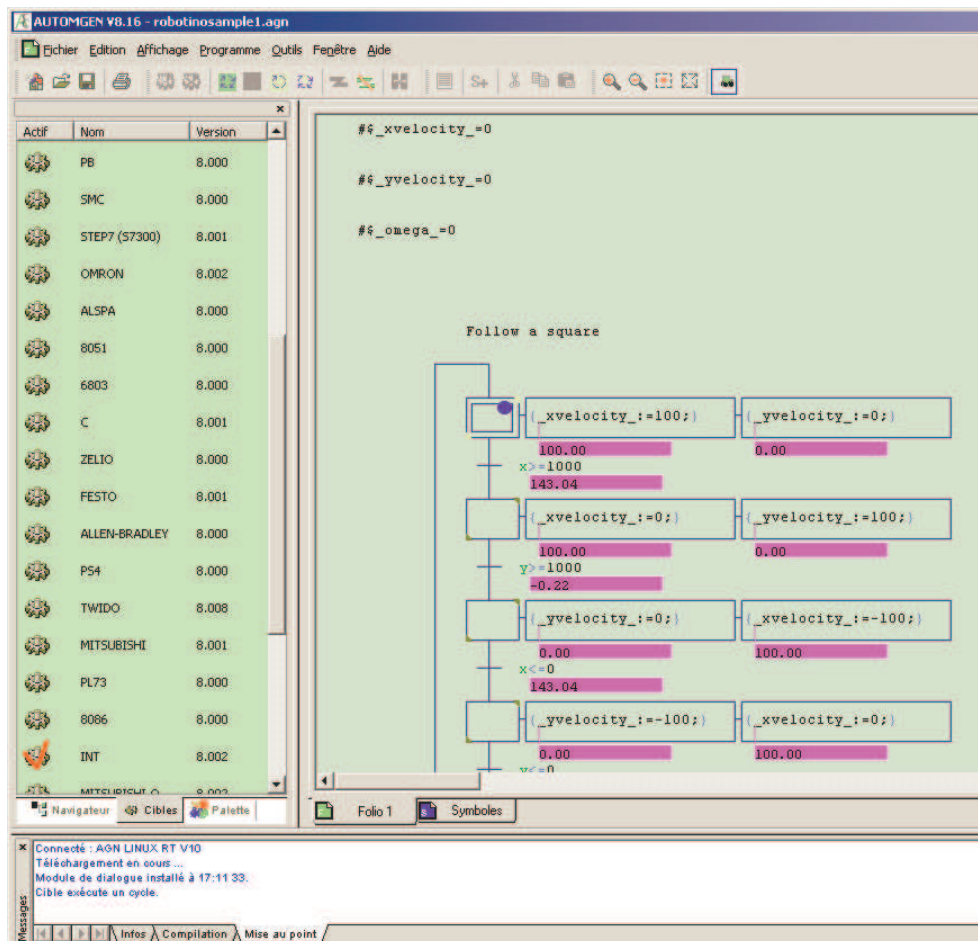 AUTOMGEN V8.16 - robotinosample1.agn
Fichier Edition Affichage Programme Outils Fenêtre Aide
S+
Actif Nom Version
PB 8.000
SMC 8.000
STEP7 (S7300) 8.001
OMRON 8.002
ALSPA 8.000
8051 8.000
6803 8.000
C 8.001
ZELIO 8.000
FESTO 8.001
ALLEN-BRADLEY 8.000
PS4 8.000
TWIDO 8.008
MITSUBISHI 8.001
PL73 8.000
8086 8.000
INT 8.002
MITSUBISHI Q 8.002
Navigateur Cibles Palette
#$_xvelocity_=0
#$_yvelocity_=0
#$_omega_=0
Follow a square
{_xvelocity_:=100;} {_yvelocity_:=0;}
100.00 0.00
x>=1000
143.04
{_xvelocity_:=0;} {_yvelocity_:=100;}
100.00 0.00
y>=1000
-0.22
{_yvelocity_:=0;} {_xvelocity_:=-100;}
0.00 100.00
x<=0
143.04
{_yvelocity_:=-100;} {_xvelocity_:=0;}
0.00 100.00
y<=0
Folio 1 Symboles
Connecté : AGN LINUX RT V10
Téléchargement en cours ...
Module de dialogue installé à 17:11 33.
Cible exécute un cycle.
Messages
Infos Compilation Mise au point